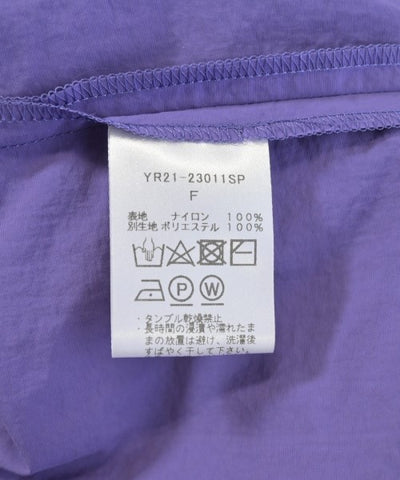 YR21-23011SP
F
表地 ナイロン 100%
別生地 ポリエステル 100%
P W
・タンブル乾燥禁止
・長時間の浸漬や濡れたま
まの放置は避け、洗濯後
すばやく干して下さい